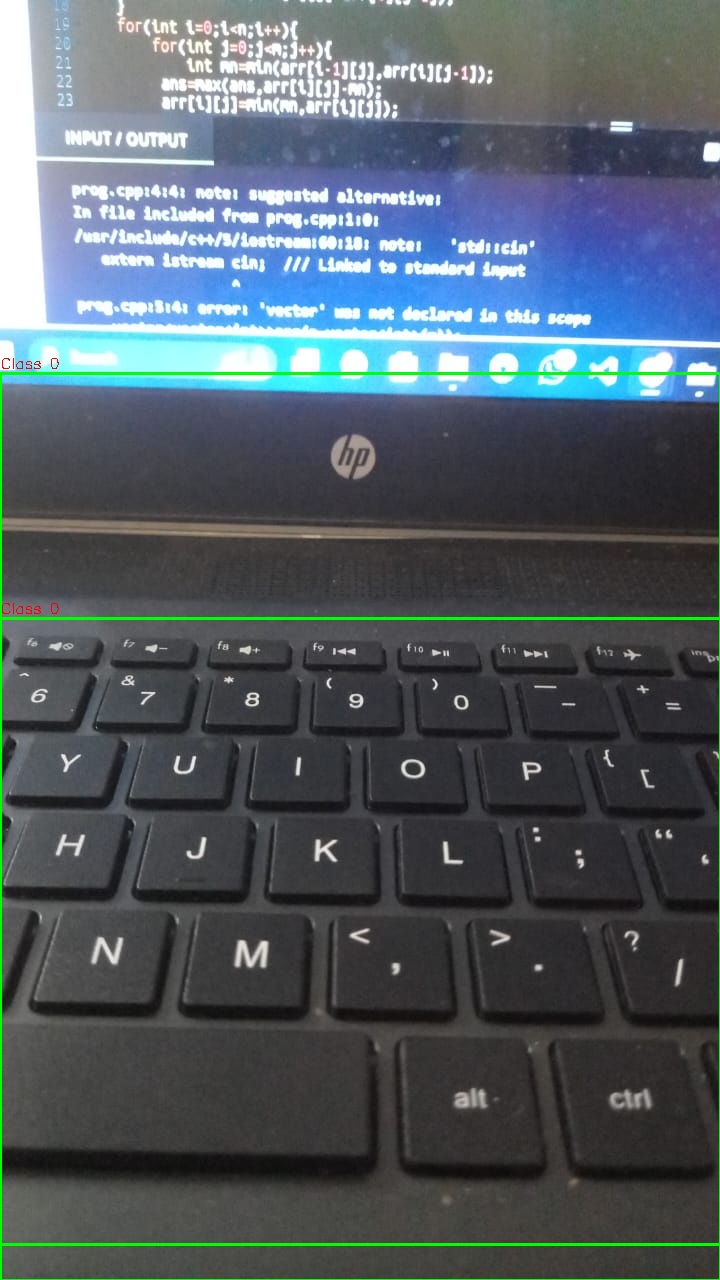 }
19 for(int i=0;i<n;i++){
20 for(int j=0;j<m;j++){
21 int mn=min(arr[i-1][j],arr[i][j-1]);
22 ans=max(ans,arr[i][j]-mn);
23 arr[i][j]=min(mn,arr[i][j]);
INPUT / OUTPUT
prog.cpp:4:4: note: suggested alternative:
In file included from prog.cpp:1:0:
/usr/include/c++/5/iostream:60:18: note: 'std::cin'
extern istream cin; /// Linked to standard input
^
prog.cpp:5:4: error: 'vector' was not declared in this scope
Search
Class 0
hp
Class 0
f6 f7 f8 f9 f10 f11 f12 ins
^ & * ( ) — +
6 7 8 9 0 - =
Y U I O P { [
H J K L : ; “ ‘
N M < , > . ? /
alt ctrl